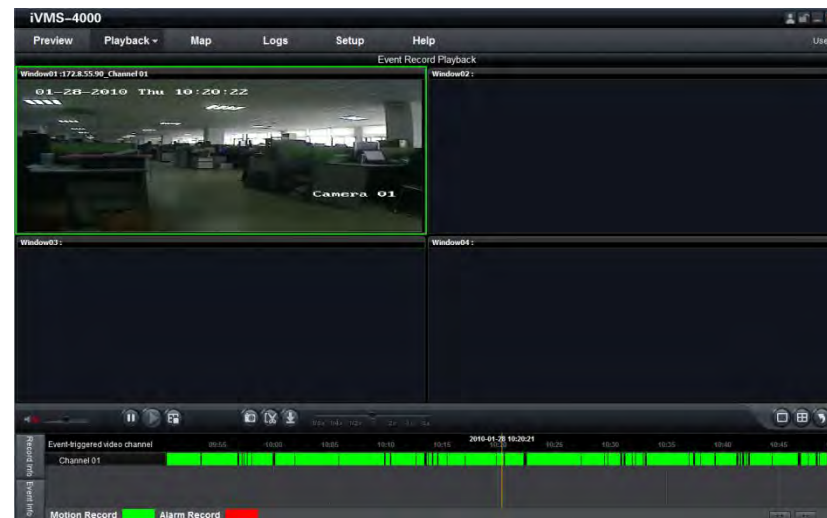 iVMS-4000
Preview Playback Map Logs Setup Help Use
Event Record Playback
Window01 :172.8.55.90_Channel 01
Window02 :
01-28-2010 Thu 10:20:22
Camera 01
Window03 :
Window04 :
2010-01-28 10:20:21
Event-triggered video channel 09:55 10:00 10:05 10:10 10:15 10:20 10:25 10:30 10:35 10:40 10:45
Channel 01
Record Info
Event Info
Motion Record Alarm Record